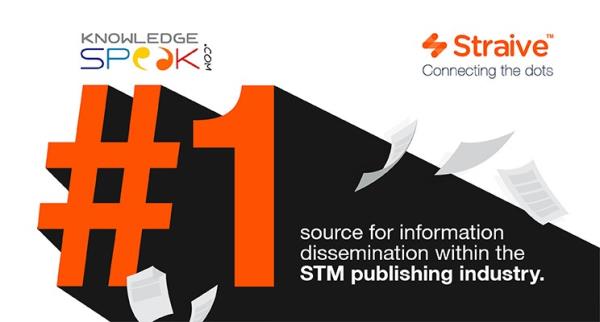 KNOWLEDGE
SPEAK.COM
Straive™
Connecting the dots
#1
source for information
dissemination within the
STM publishing industry.